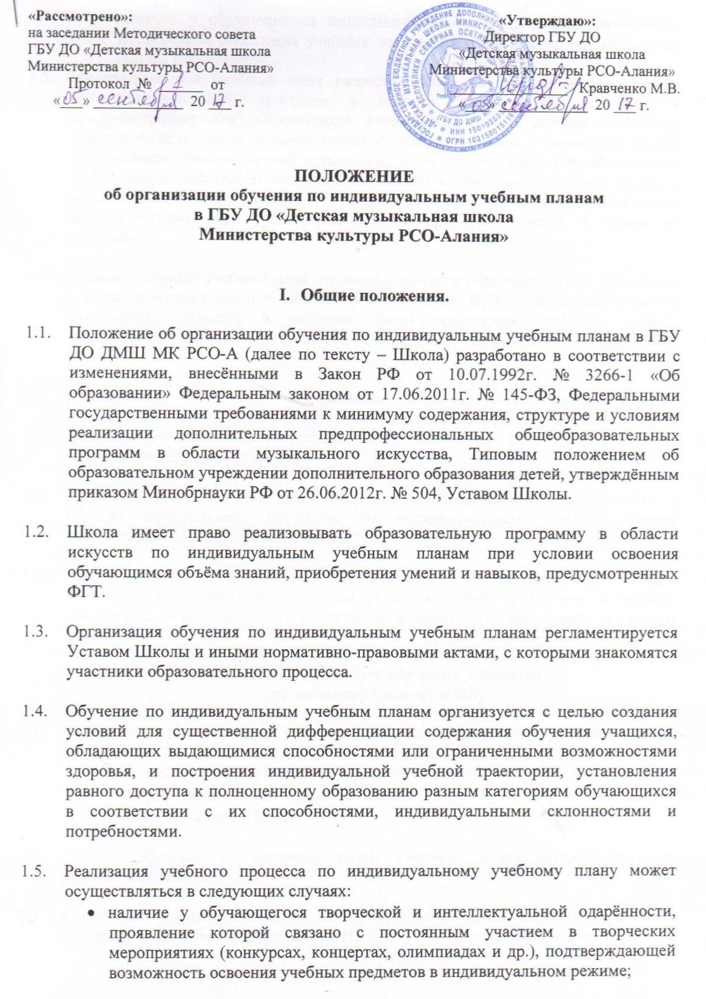 «Рассмотрено»:
на заседании Методического совета
ГБУ ДО «Детская музыкальная школа
Министерства культуры РСО-Алания»
Протокол № 1 от
«05» сентября 20 17 г.
«Утверждаю»:
Директор ГБУ ДО
«Детская музыкальная школа
Министерства культуры РСО-Алания»
Кравченко М.В.
«05» сентября 20 17 г.
ПОЛОЖЕНИЕ
об организации обучения по индивидуальным учебным планам
в ГБУ ДО «Детская музыкальная школа
Министерства культуры РСО-Алания»
I. Общие положения.
1.1. Положение об организации обучения по индивидуальным учебным планам в ГБУ
ДО ДМШ МК РСО-А (далее по тексту – Школа) разработано в соответствии с
изменениями, внесёнными в Закон РФ от 10.07.1992г. № 3266-1 «Об
образовании» Федеральным законом от 17.06.2011г. № 145-ФЗ, Федеральными
государственными требованиями к минимуму содержания, структуре и условиям
реализации дополнительных предпрофессиональных общеобразовательных
программ в области музыкального искусства, Типовым положением об
образовательном учреждении дополнительного образования детей, утверждённым
приказом Минобрнауки РФ от 26.06.2012г. № 504, Уставом Школы.
1.2. Школа имеет право реализовывать образовательную программу в области
искусств по индивидуальным учебным планам при условии освоения
обучающимся объёма знаний, приобретения умений и навыков, предусмотренных
ФГТ.
1.3. Организация обучения по индивидуальным учебным планам регламентируется
Уставом Школы и иными нормативно-правовыми актами, с которыми знакомятся
участники образовательного процесса.
1.4. Обучение по индивидуальным учебным планам организуется с целью создания
условий для существенной дифференциации содержания обучения учащихся,
обладающих выдающимися способностями или ограниченными возможностями
здоровья, и построения индивидуальной учебной траектории, установления
равного доступа к полноценному образованию разным категориям обучающихся
в соответствии с их способностями, индивидуальными склонностями и
потребностями.
1.5. Реализация учебного процесса по индивидуальному учебному плану может
осуществляться в следующих случаях:
• наличие у обучающегося творческой и интеллектуальной одарённости,
проявление которой связано с постоянным участием в творческих
мероприятиях (конкурсах, концертах, олимпиадах и др.), подтверждающей
возможность освоения учебных предметов в индивидуальном режиме;